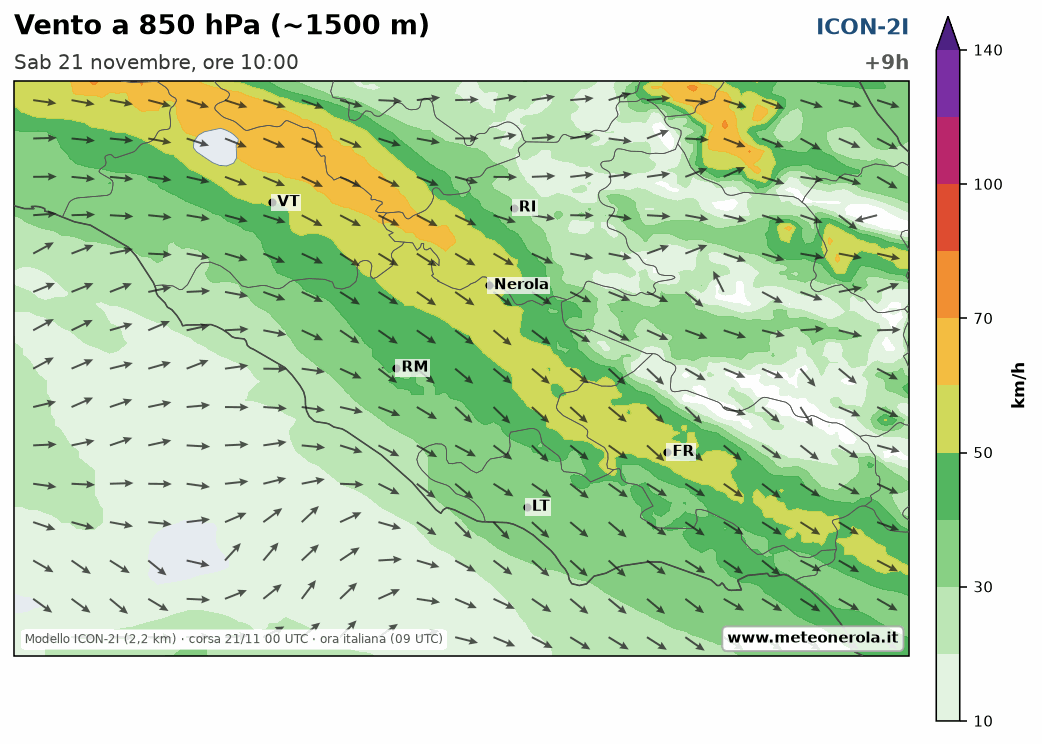 Vento a 850 hPa (~1500 m)
ICON-2I
Sab 21 novembre, ore 10:00
+9h
140
100
70
50
30
10
km/h
VT
RI
Nerola
RM
FR
LT
Modello ICON-2I (2,2 km) · corsa 21/11 00 UTC · ora italiana (09 UTC)
www.meteonerola.it